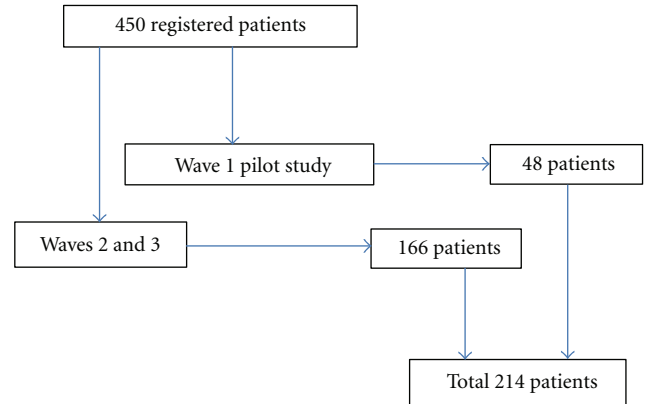 450 registered patients
Wave 1 pilot study
48 patients
Waves 2 and 3
166 patients
Total 214 patients